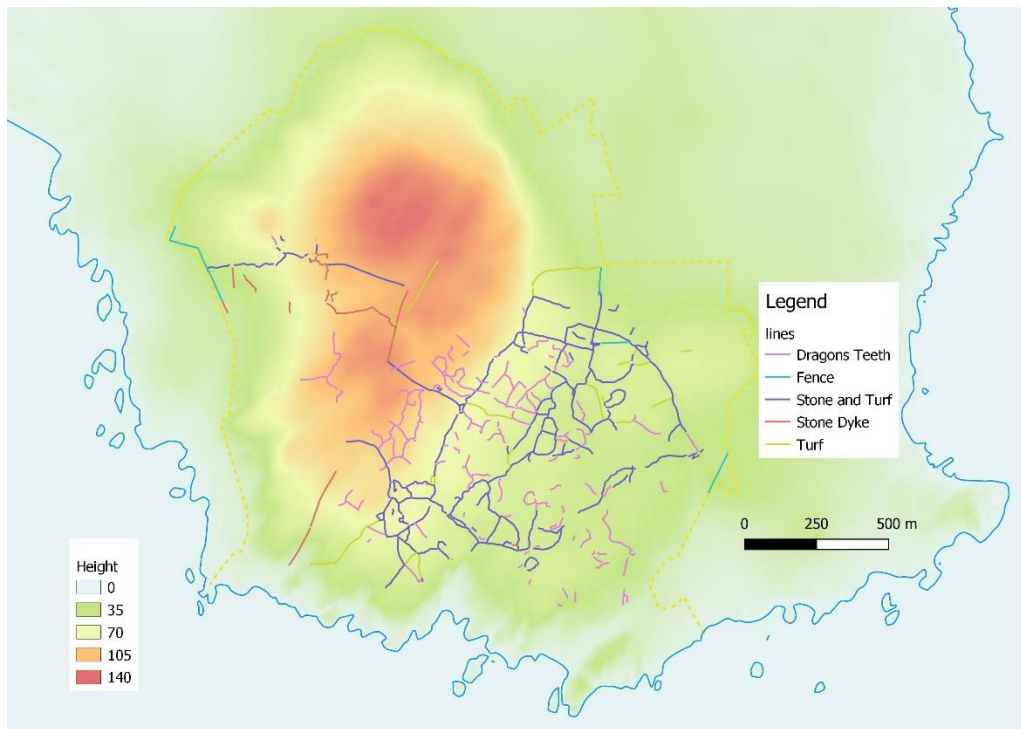 Legend
lines
Dragons Teeth
Fence
Stone and Turf
Stone Dyke
Turf
0 250 500 m
Height
0
35
70
105
140